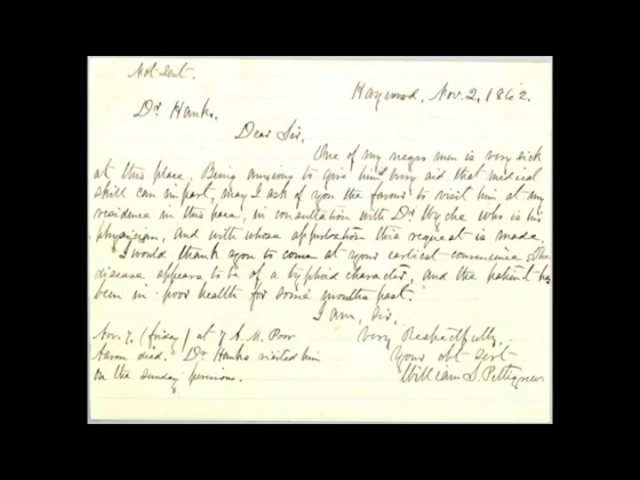 Not sent.
Haywood, Nov. 2, 1862.
Dr Hanks.
Dear Sir,
One of my negro men is very sick
at this place. Being anxious to give him every aid that medical
skill can impart, may I ask of you the favour to visit him at my
residence in this place, in consultation with Dr Wyche who is his
physician, and with whose approbation this request is made.
I would thank you to come at your earliest convenience. The
disease appears to be of a typhoid character, and the patient has
been in poor health for some months past.
I am, Sir,
very Respectfully,
Your obt sert
William S. Pettigrew
Nov. 7. (friday) at 7 A.M. Poor
Aaron died. Dr Hanks visited him
on the sunday previous.